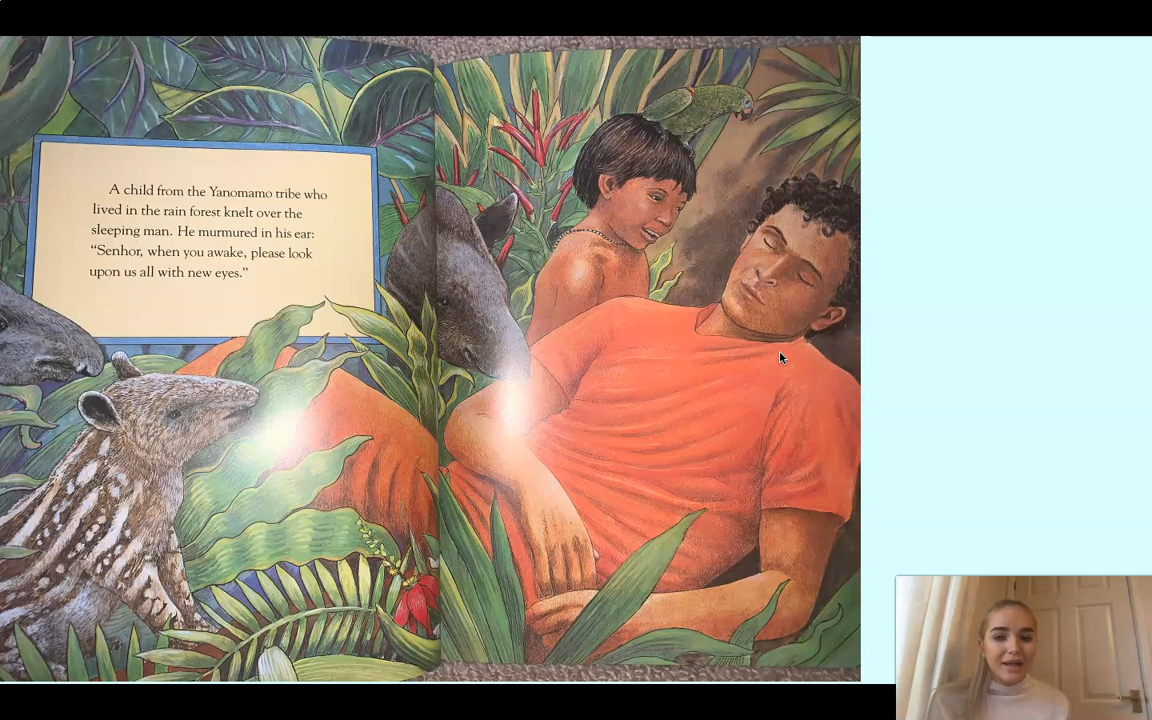 A child from the Yanomamo tribe who
lived in the rain forest knelt over the
sleeping man. He murmured in his ear:
“Senhor, when you awake, please look
upon us all with new eyes.”